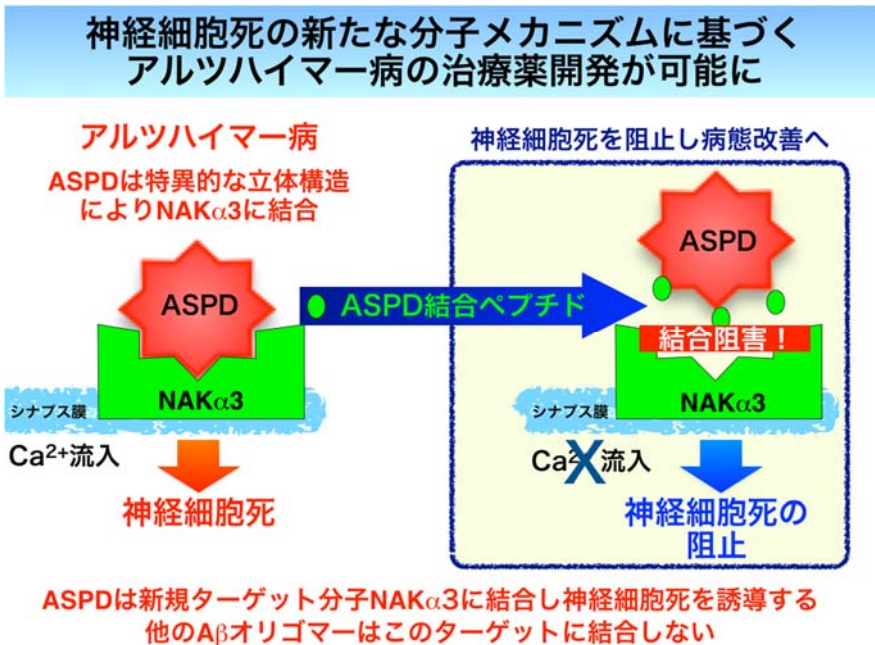 神経細胞死の新たな分子メカニズムに基づく
アルツハイマー病の治療薬開発が可能に
アルツハイマー病
ASPDは特異的な立体構造
によりNAKα3に結合
ASPD
NAKα3
シナプス膜
Ca²⁺流入
神経細胞死
ASPD結合ペプチド
神経細胞死を阻止し病態改善へ
ASPD
結合阻害！
NAKα3
シナプス膜
Ca²X流入
神経細胞死の
阻止
ASPDは新規ターゲット分子NAKα3に結合し神経細胞死を誘導する
他のAβオリゴマーはこのターゲットに結合しない